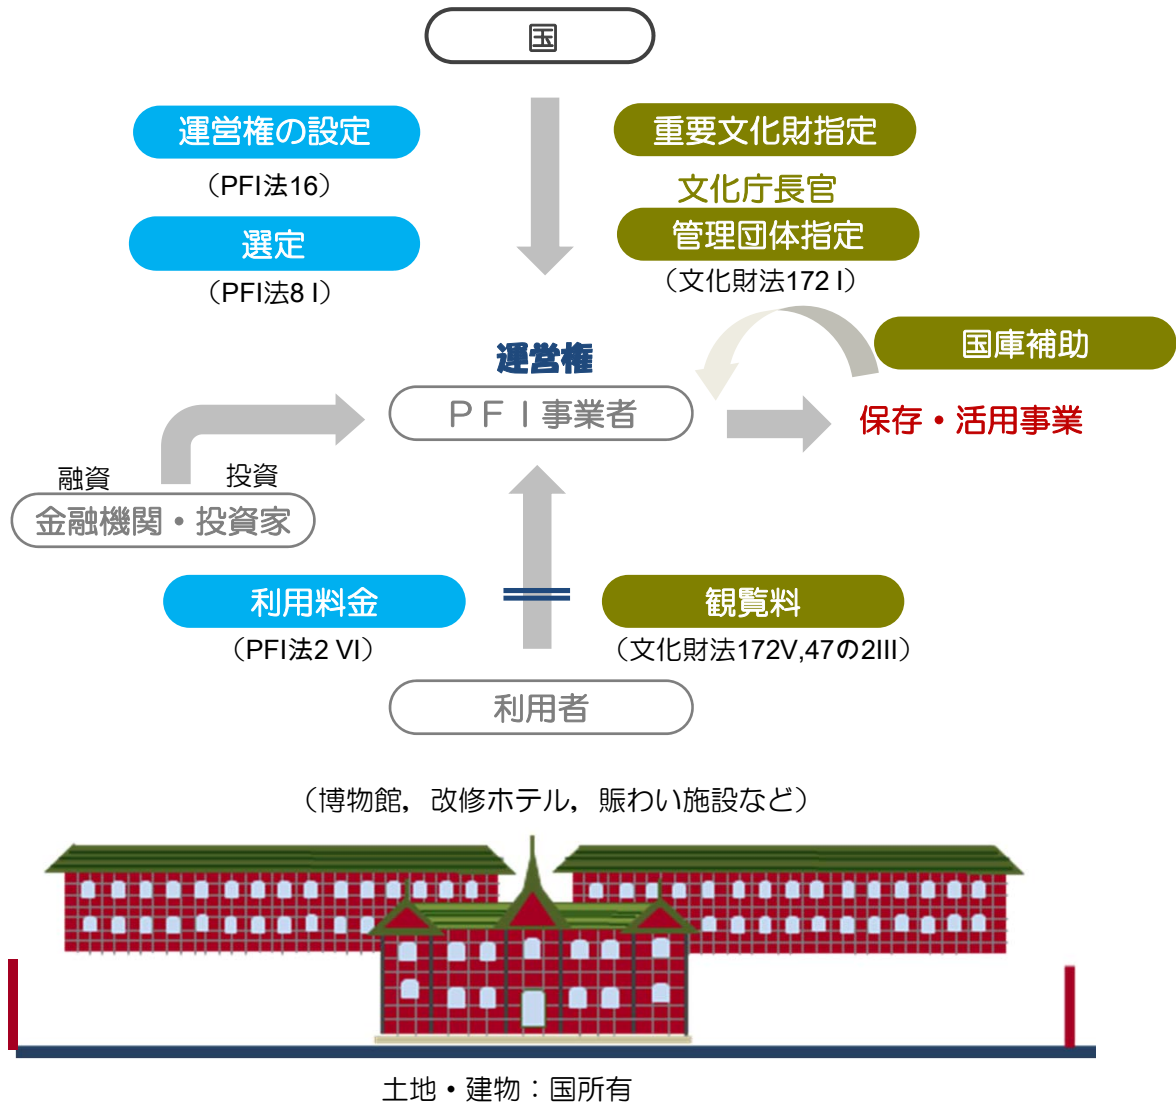 国
運営権の設定
（PFI法16）
選定
（PFI法8 I）
重要文化財指定
文化庁長官
管理団体指定
（文化財法172 I）
国庫補助
運営権
ＰＦＩ事業者
保存・活用事業
融資
投資
金融機関・投資家
利用料金
（PFI法2 VI）
観覧料
（文化財法172V,47の2III）
利用者
（博物館，改修ホテル，賑わい施設など）
土地・建物：国所有